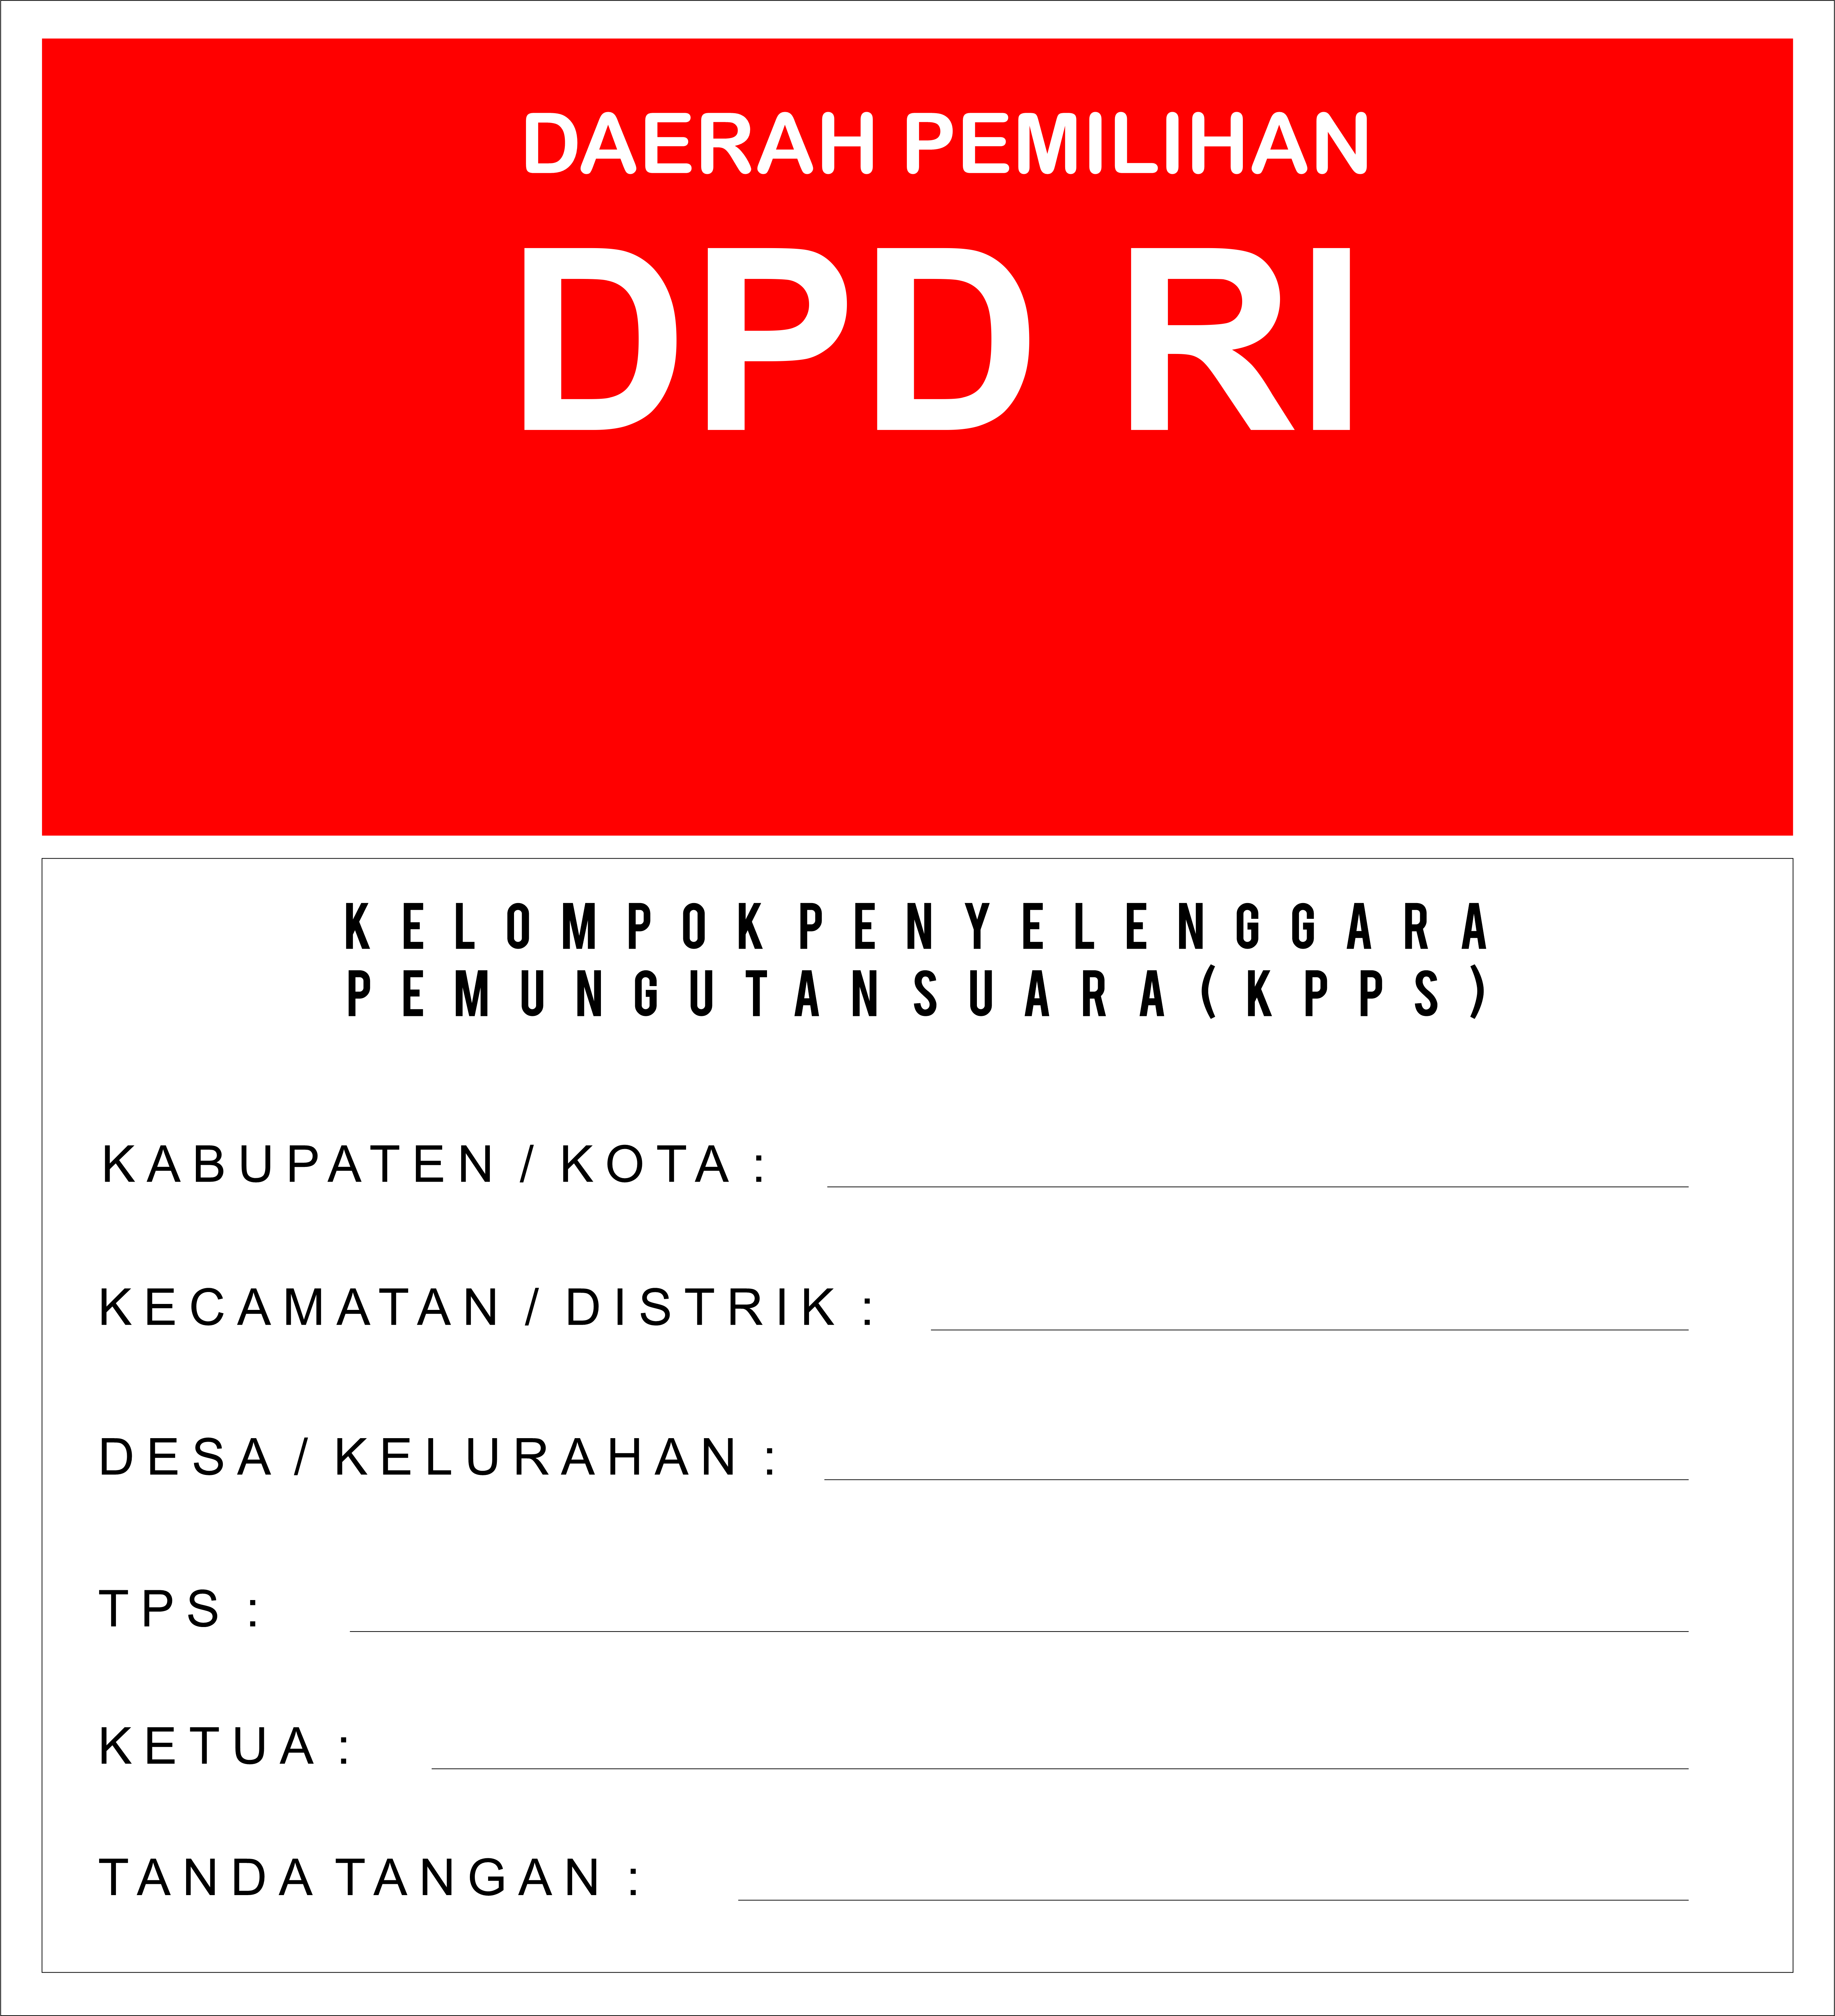 DAERAH PEMILIHAN
DPD RI
KELOMPOK PENYELENGGARA
PEMUNGUTAN SUARA (KPPS)
KABUPATEN / KOTA :
KECAMATAN / DISTRIK :
DESA / KELURAHAN :
TPS :
KETUA :
TANDA TANGAN :